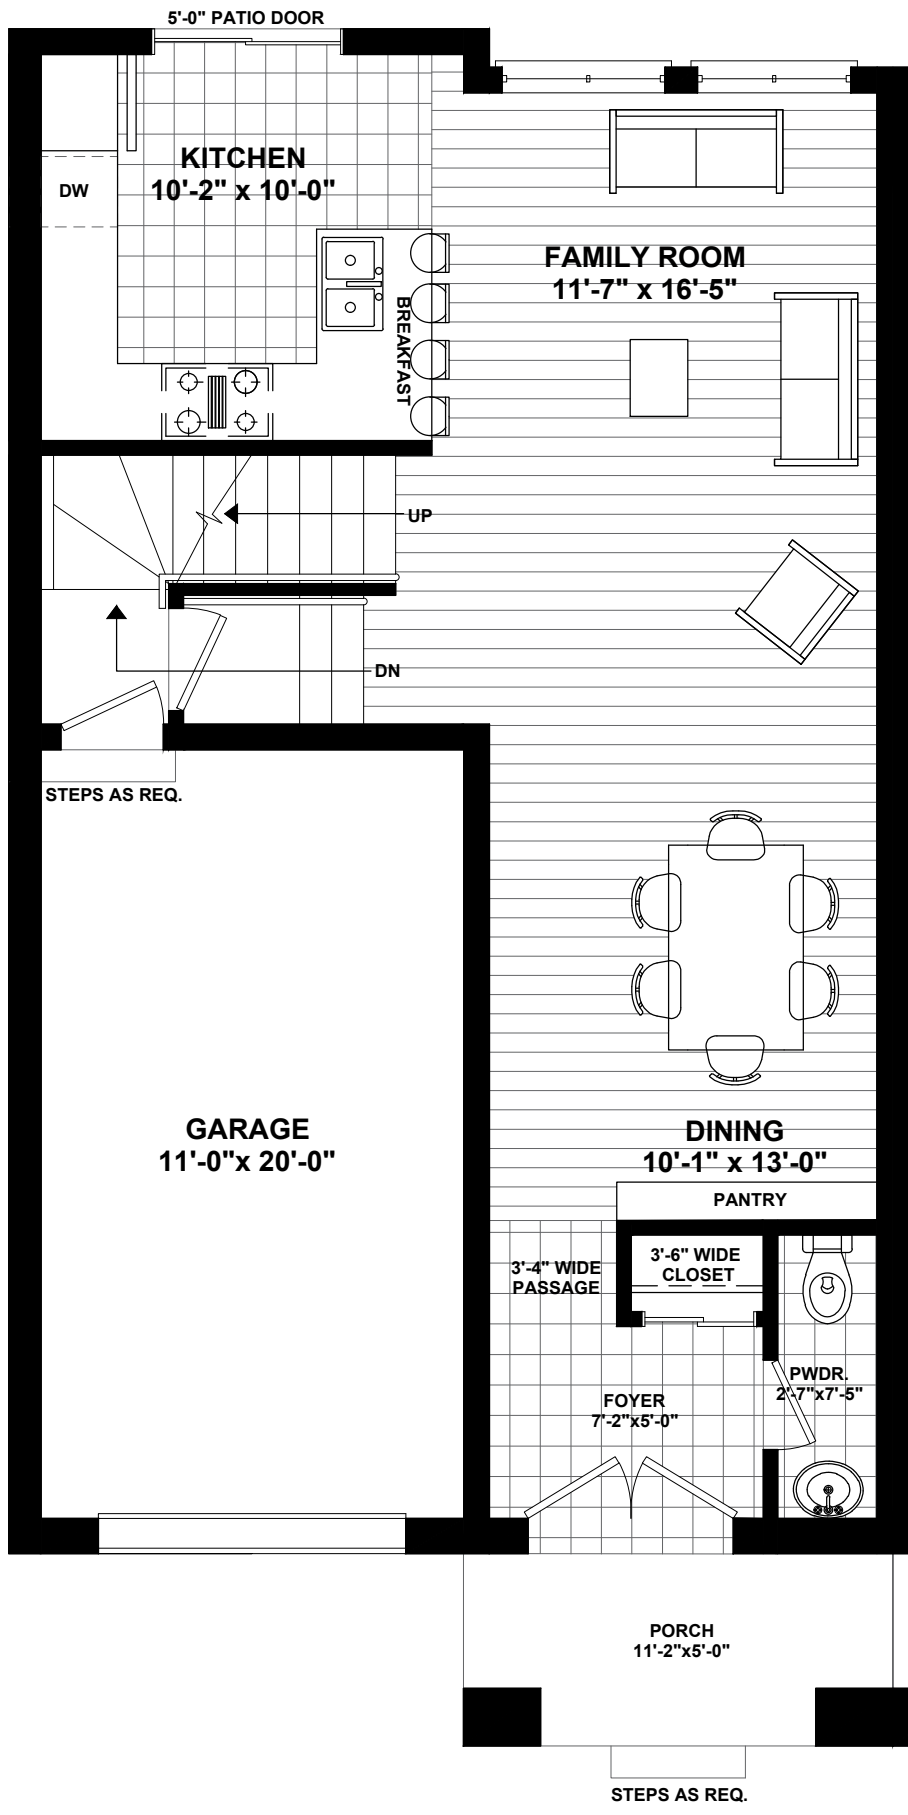 5'-0" PATIO DOOR
KITCHEN
10'-2" x 10'-0"
DW
FAMILY ROOM
11'-7" x 16'-5"
BREAKFAST
UP
DN
STEPS AS REQ.
GARAGE
11'-0"x 20'-0"
DINING
10'-1" x 13'-0"
PANTRY
3'-4" WIDE
PASSAGE
3'-6" WIDE
CLOSET
PWDR.
2'-7"x7'-5"
FOYER
7'-2"x5'-0"
PORCH
11'-2"x5'-0"
STEPS AS REQ.